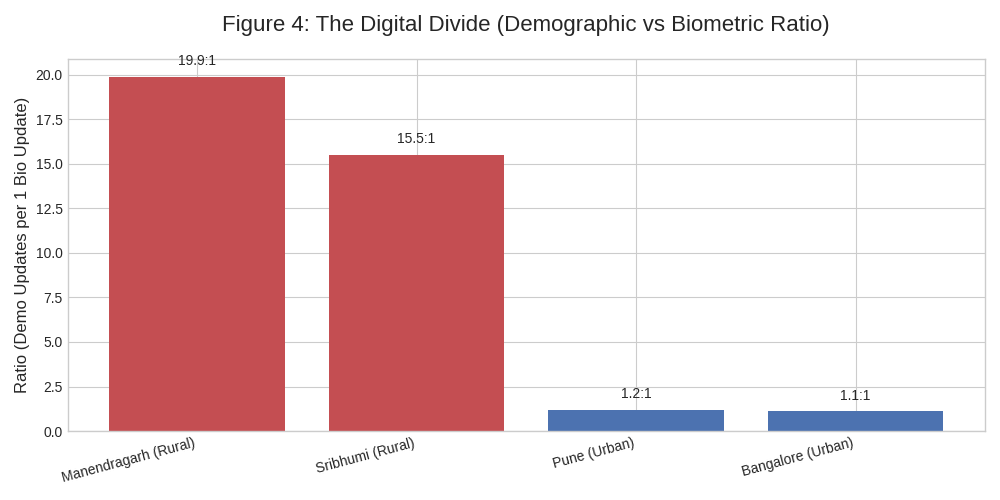 Figure 4: The Digital Divide (Demographic vs Biometric Ratio)
Ratio (Demo Updates per 1 Bio Update)
20.0
17.5
15.0
12.5
10.0
7.5
5.0
2.5
0.0
19.9:1
15.5:1
1.2:1
1.1:1
Manendragarh (Rural)
Sribhumi (Rural)
Pune (Urban)
Bangalore (Urban)